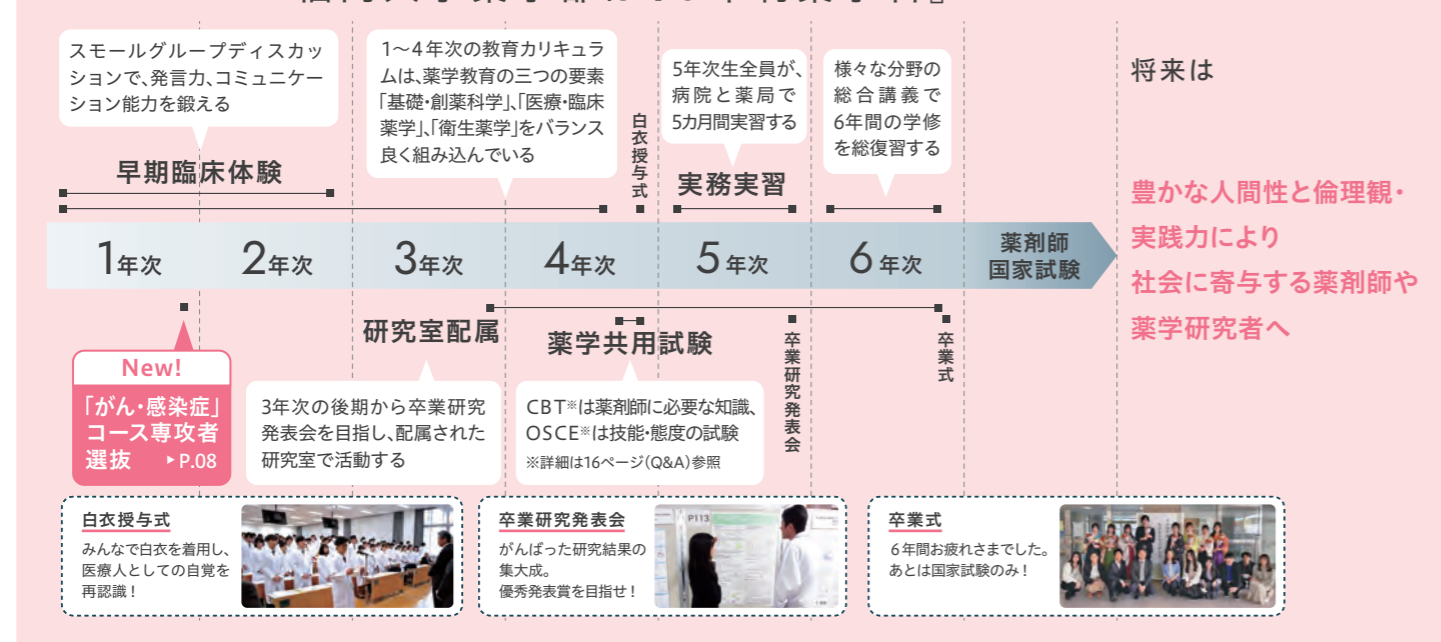 スモールグループディスカッ
ションで、発言力、コミュニケー
ション能力を鍛える
1〜4年次の教育カリキュラ
ムは、薬学教育の三つの要素
「基礎・創薬科学」、「医療・臨床
薬学」、「衛生薬学」をバランス
良く組み込んでいる
白衣授与式
5年次生全員が、
病院と薬局で
5カ月間実習する
様々な分野の
総合講義で
6年間の学修
を総復習する
将来は
早期臨床体験
実務実習
豊かな人間性と倫理観・
実践力により
社会に寄与する薬剤師や
薬学研究者へ
1年次
2年次
3年次
4年次
5年次
6年次
薬剤師
国家試験
New!
「がん・感染症」
コース専攻者
選抜 ▸P.08
研究室配属
3年次の後期から卒業研究
発表会を目指し、配属された
研究室で活動する
薬学共用試験
CBT※は薬剤師に必要な知識、
OSCE※は技能・態度の試験
※詳細は16ページ(Q&A)参照
卒業研究発表会
卒業式
白衣授与式
みんなで白衣を着用し、
医療人としての自覚を
再認識！
卒業研究発表会
がんばった研究結果の
集大成。
優秀発表賞を目指せ！
P113
卒業式
6年間お疲れさまでした。
あとは国家試験のみ！